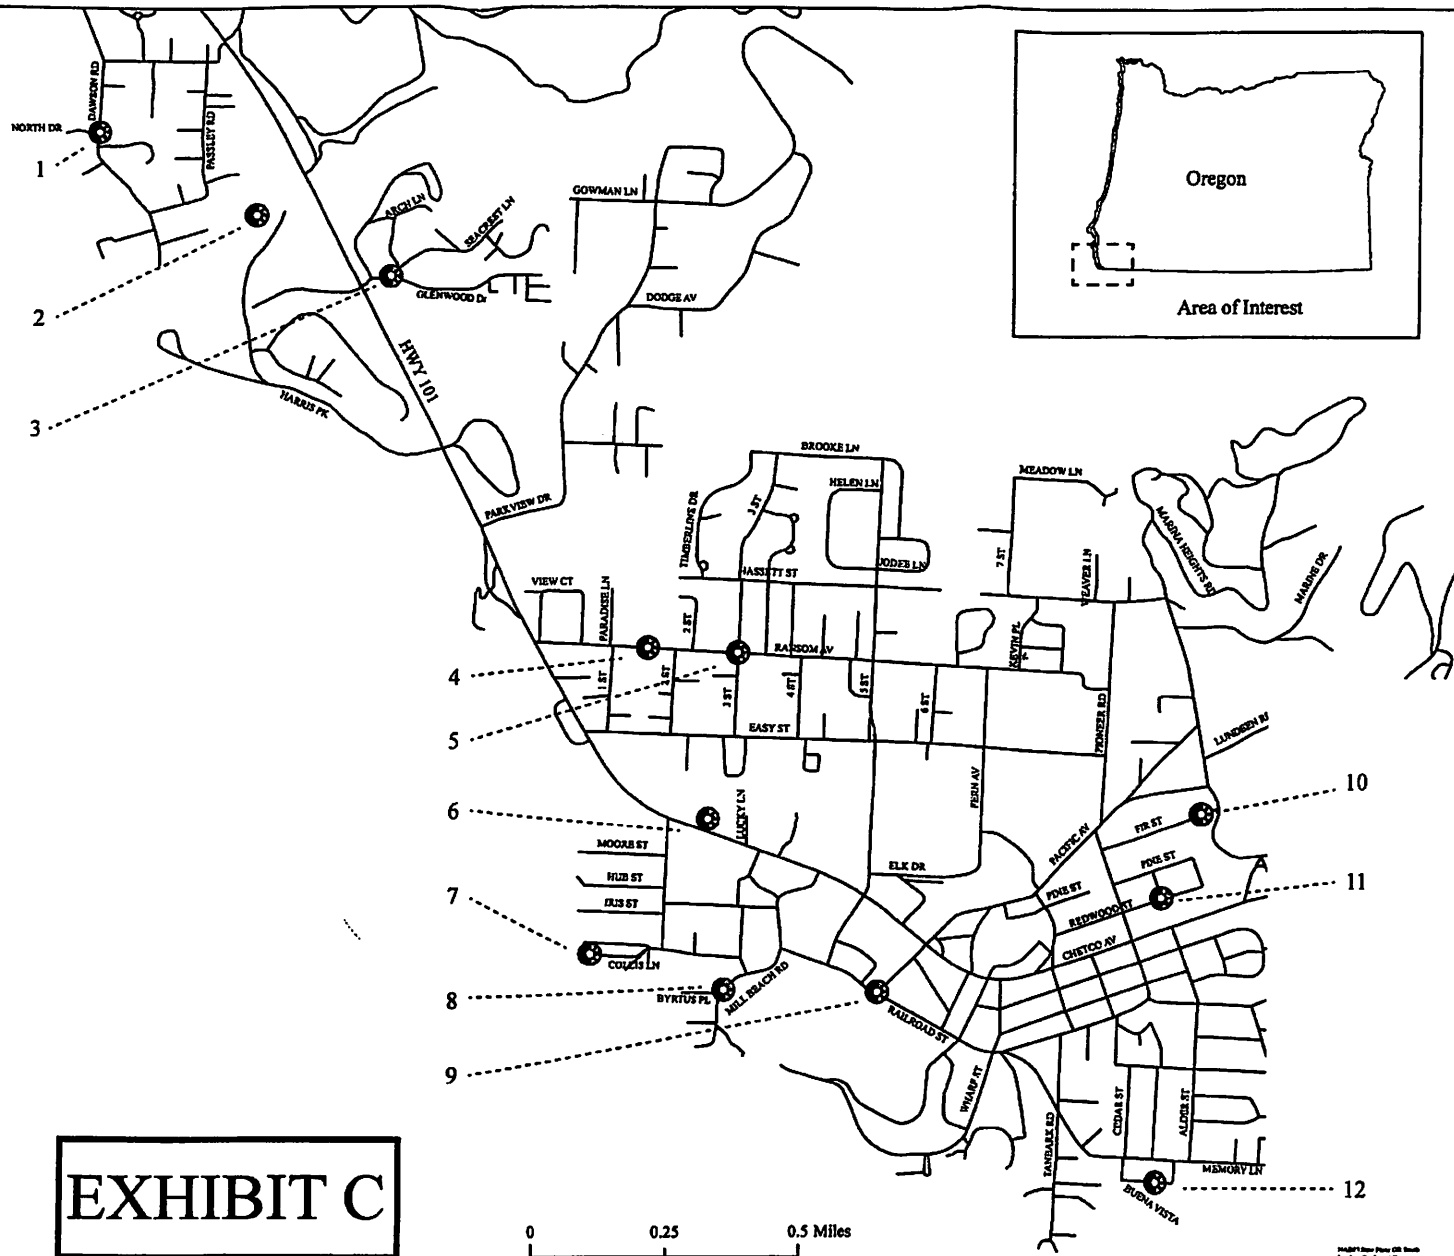 DAWSON RD
NORTH DR
PASSLEY RD
1
2
3
ARCH LN
SEACREST LN
GLENWOOD Dr
GOWMAN LN
DODGE AV
HWY 101
HARRIS PK
PARKVIEW DR
Oregon
Area of Interest
BROOKE LN
HELEN LN
TIMBERLINE DR
3 ST
JODEE LN
HASSETT ST
MEADOW LN
7 ST
WEAVER LN
MARINA HEIGHTS RD
MARINE DR
VIEW CT
PARADISE LN
2 ST
RANSOM AV
KEVIN PL
4
1 ST
2 ST
3 ST
4 ST
5 ST
6 ST
PIONEER RD
5
EASY ST
LUNDEEN
FERN AV
6
LUCKY LN
10
MOORE ST
HUB ST
IRIS ST
ELK DR
PACIFIC AV
FIR ST
PINE ST
PINE ST
REDWOOD ST
11
7
CHETCO AV
COLLIS LN
8
BYRTUS PL
MILL BEACH RD
RAILROAD ST
9
WHARF ST
TANBARK RD
CEDAR ST
ALDER ST
MEMORY LN
BUENA VISTA
12
EXHIBIT C
0 0.25 0.5 Miles